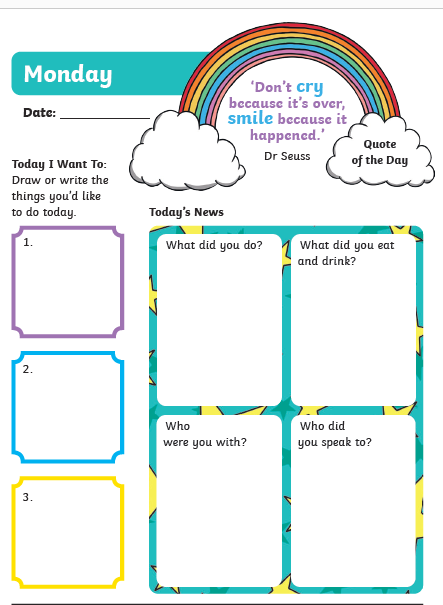 Monday
Date:
‘Don’t cry
because it’s over,
smile because it
happened.’
Dr Seuss
Quote
of the Day
Today I Want To:
Draw or write the
things you’d like
to do today.
1.
2.
3.
Today’s News
What did you do?
What did you eat
and drink?
Who
were you with?
Who did
you speak to?